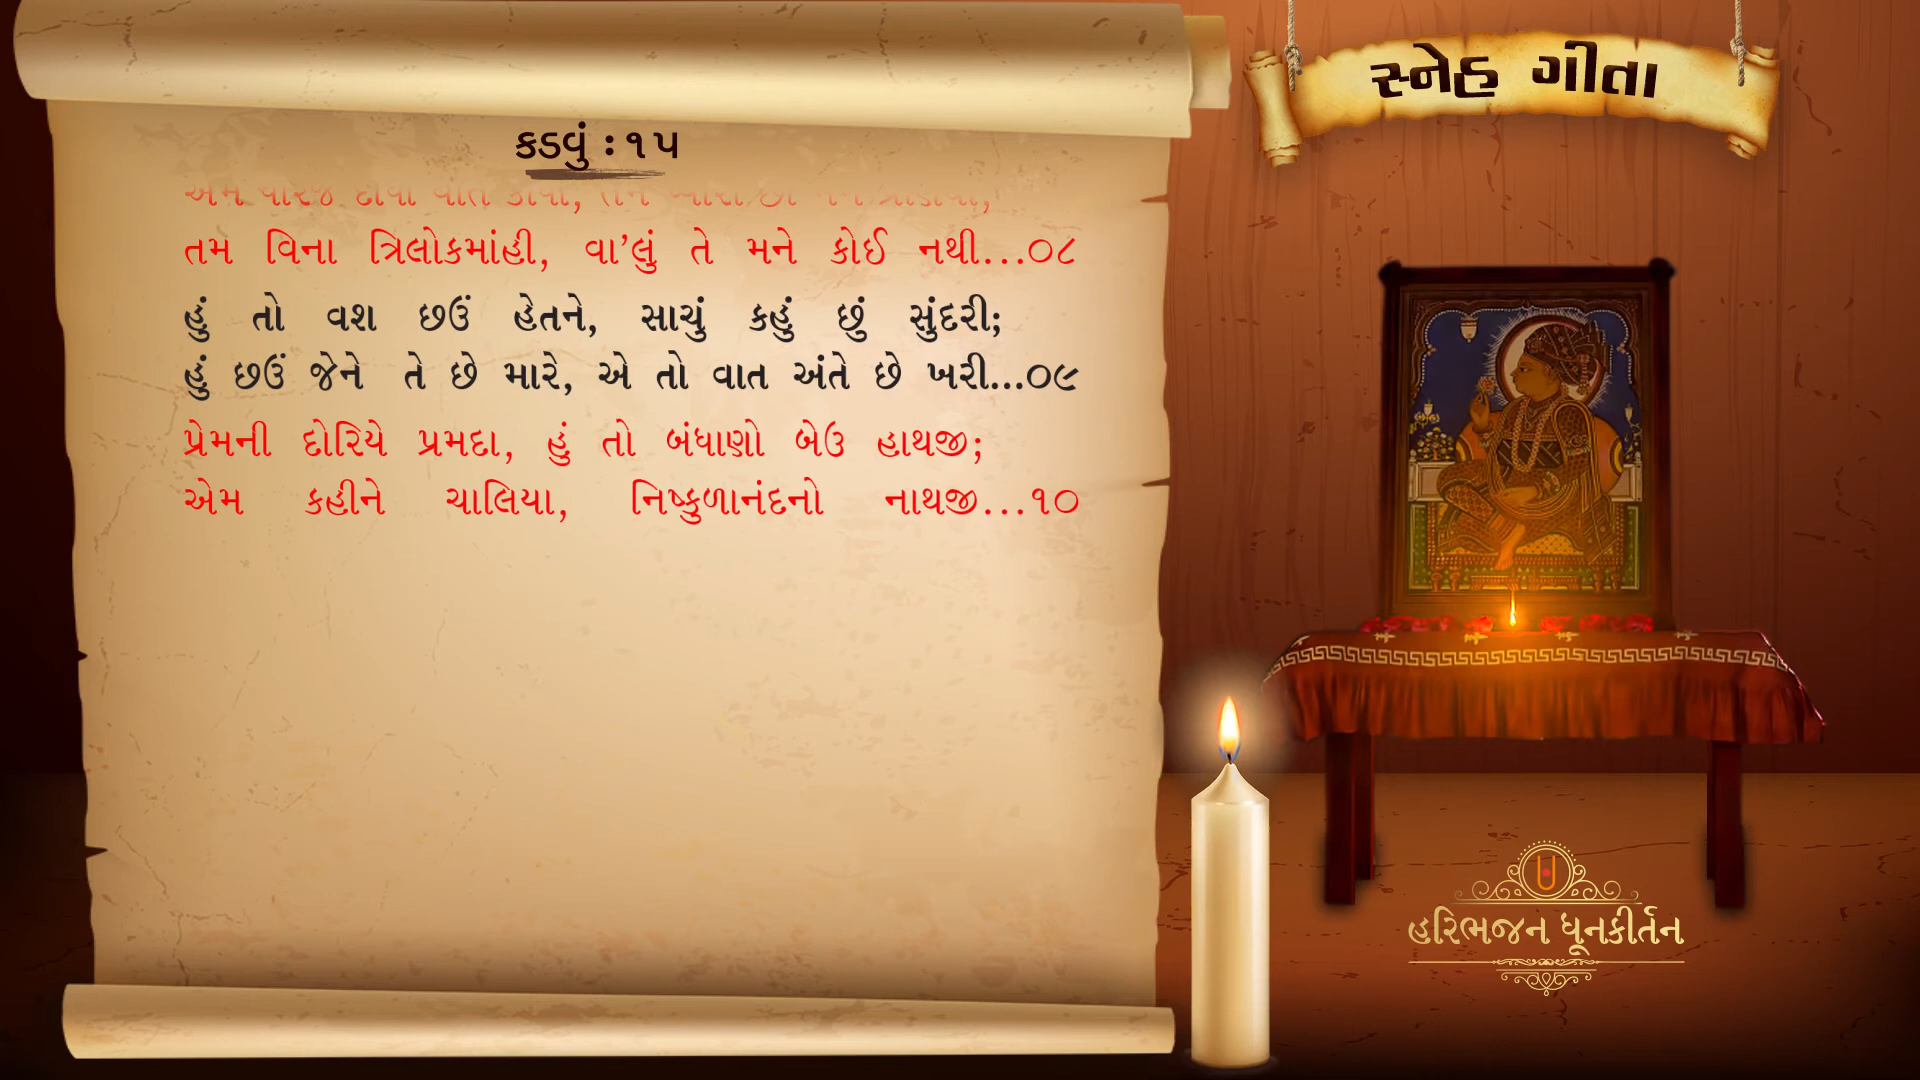 સ્નેહ ગીતા
કડવું : ૧૫
તમ વિના ત્રિલોકમાંહી, વા’લું તે મને કોઈ નથી...૦૮
હું તો વશ છઉં હેતને, સાચું કહું છું સુંદરી;
હું છઉં જેને તે છે મારે, એ તો વાત અંતે છે ખરી...૦૯
પ્રેમની દોરિયે પ્રમદા, હું તો બંધાણો બેઉ હાથજી;
એમ કહીને ચાલિયા, નિષ્કુળાનંદનો નાથજી...૧૦
હરિભજન ધૂનકીર્તન